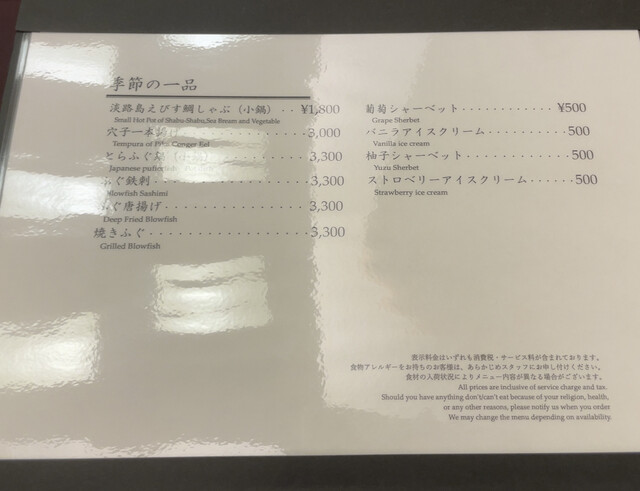 季節の一品
淡路島えびす鯛しゃぶ（小鍋）‥¥1,800
Small Hot Pot of Shabu-Shabu,Sea Bream and Vegetable
穴子一本揚げ 3,000
Tempura of Conger Eel
とらふぐ 3,300
Japanese
ふぐ鉄刺・・・・・・・・・・・・・・・3,300
Blowfish Sashimi
ふぐ唐揚げ・・・・・・・・・・・・・・3,300
Deep Fried Blowfish
焼きふぐ・・・・・・・・・・・・・・・・3,300
Grilled Blowfish
葡萄シャーベット・・・・・・・・・・・・¥500
Grape Sherbet
バニラアイスクリーム・・・・・・・・・・500
Vanilla ice cream
柚子シャーベット・・・・・・・・・・・・・500
Yuzu Sherbet
ストロベリーアイスクリーム・・・・・・500
Strawberry ice cream
表示料金はいずれも消費税・サービス料が含まれております。
食物アレルギーをお持ちのお客様は、あらかじめスタッフにお申し付けください。
食材の入荷状況によりメニュー内容が異なる場合がございます。
All prices are inclusive of service charge and tax.
Should you have anything don't/can't eat because of your religion, health,
or any other reasons, please notify us when you order
We may change the menu depending on availability.